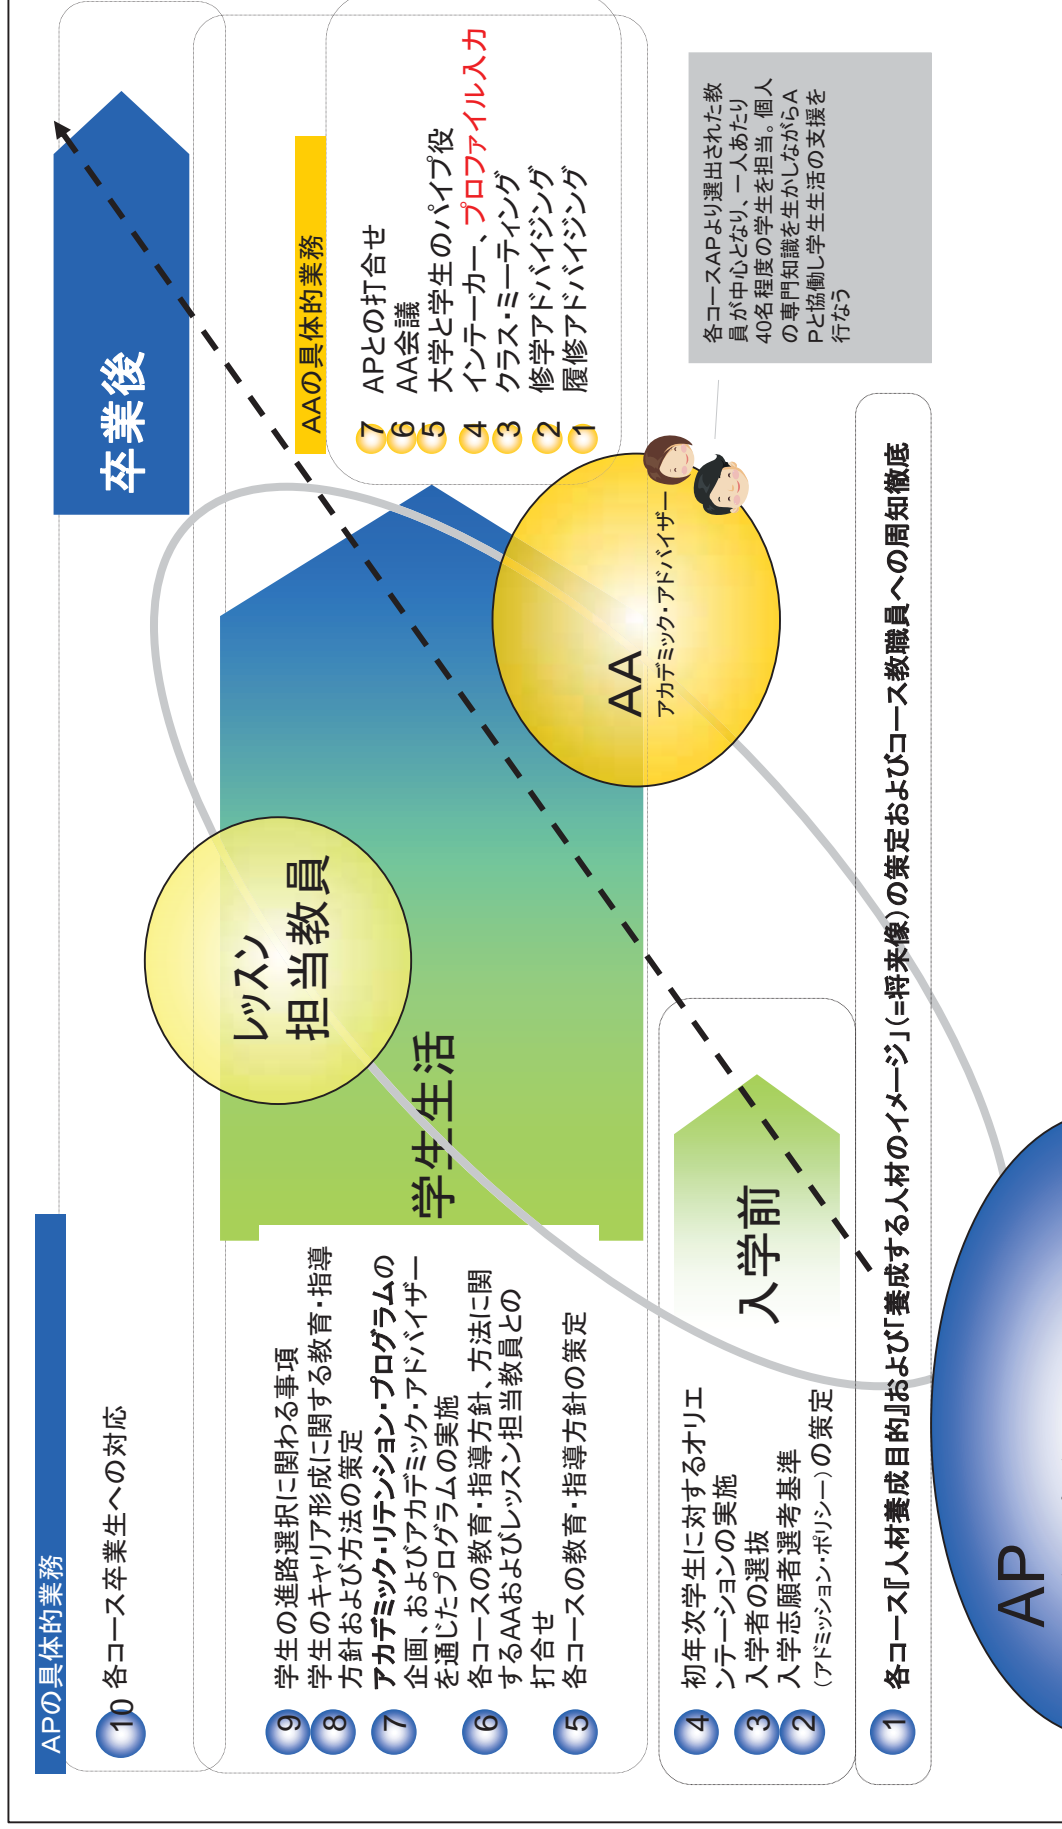 APの具体的業務
10 各コース卒業生への対応
9 学生の進路選択に関わる事項
8 学生のキャリア形成に関する教育・指導
方針および方法の策定
7 アカデミック・リテンション・プログラムの
企画、およびアカデミック・アドバイザー
を通じたプログラムの実施
6 各コースの教育・指導方針、方法に関
するAAおよびレッスン担当教員との
打合せ
5 各コースの教育・指導方針の策定
4 初年次学生に対するオリエ
ンテーションの実施
3 入学者の選抜
2 入学志願者選考基準
(アドミッション・ポリシー)の策定
1 各コース『人材養成目的』および「養成する人材のイメージ」(=将来像)の策定およびコース教職員への周知徹底
AP
入学前
学生生活
レッスン
担当教員
卒業後
AA
アカデミック・アドバイザー
AAの具体的業務
7 APとの打合せ
6 AA会議
5 大学と学生のパイプ役
4 インテーカー、プロファイル入力
3 クラス・ミーティング
2 修学アドバイジング
1 履修アドバイジング
各コースAPより選出された教
員が中心となり、一人あたり
40名程度の学生を担当。個人
の専門知識を生かしながらA
Pと協働し学生生活の支援を
行なう